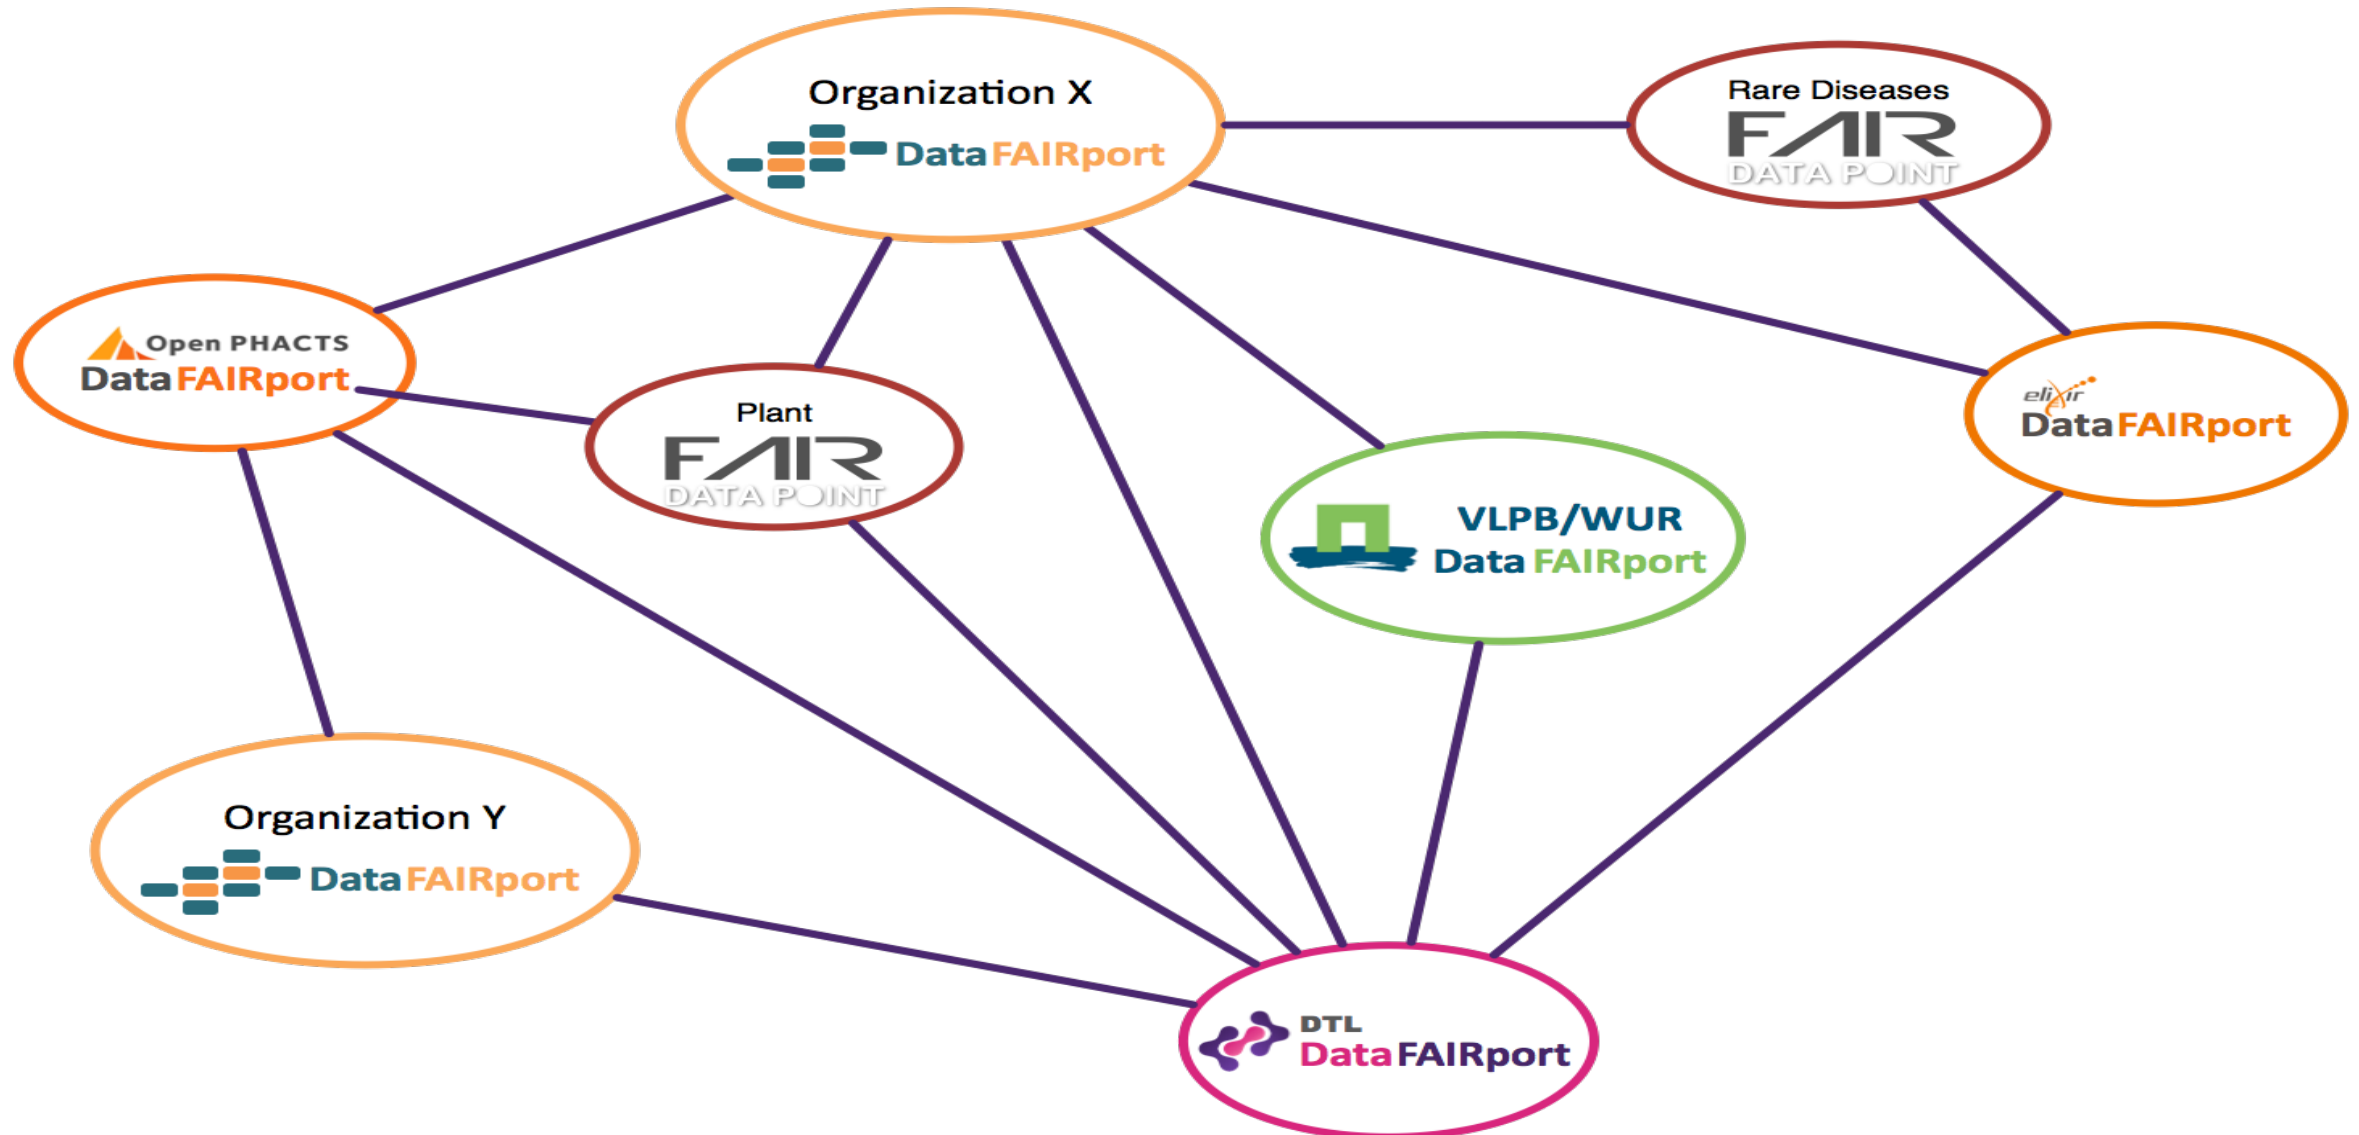 Organization X
Data FAIRport
Rare Diseases
FAIR
DATA POINT
Open PHACTS
Data FAIRport
Plant
FAIR
DATA POINT
elixir
Data FAIRport
VLPB/WUR
Data FAIRport
Organization Y
Data FAIRport
DTL
Data FAIRport